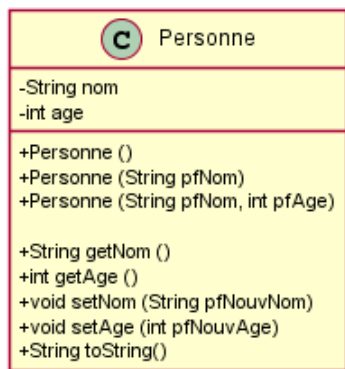 C Personne
-String nom
-int age
+Personne ()
+Personne (String pfNom)
+Personne (String pfNom, int pfAge)
+String getNom ()
+int getAge ()
+void setNom (String pfNouvNom)
+void setAge (int pfNouvAge)
+String toString()